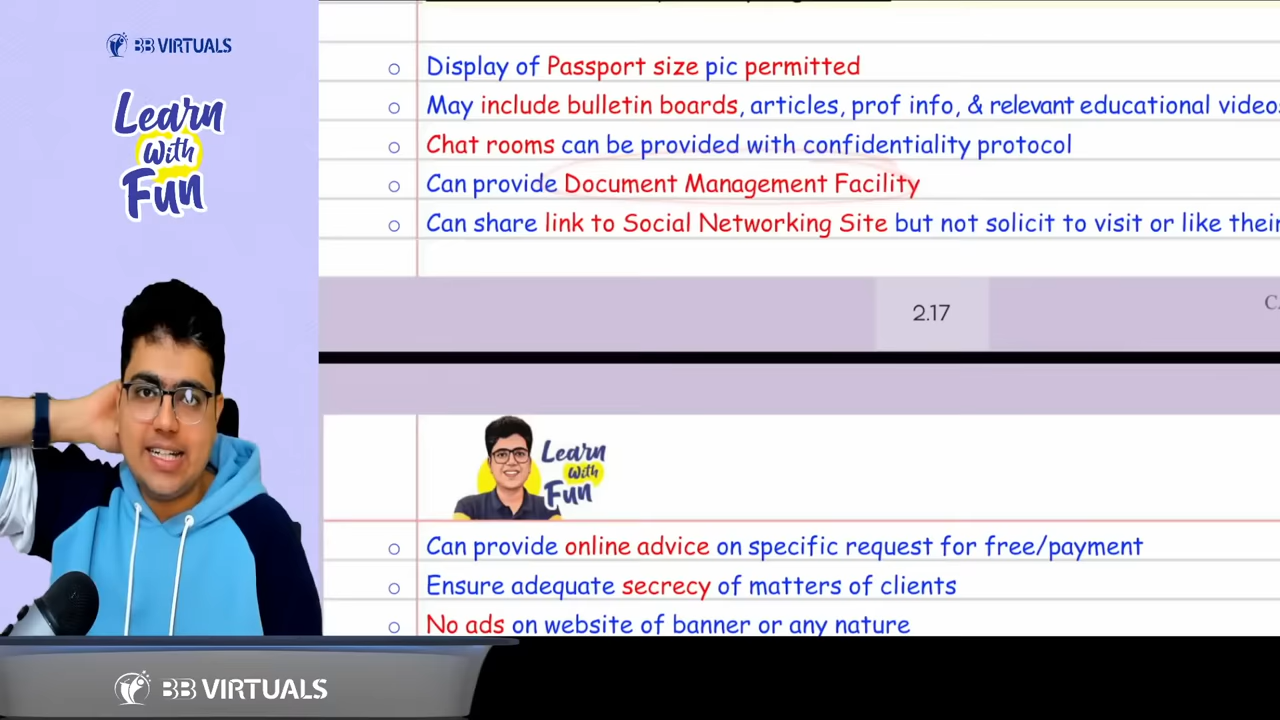 BB VIRTUALS
Learn
With
Fun
○ Display of Passport size pic permitted
○ May include bulletin boards, articles, prof info, & relevant educational video
○ Chat rooms can be provided with confidentiality protocol
○ Can provide Document Management Facility
○ Can share link to Social Networking Site but not solicit to visit or like their
2.17
Learn
With
Fun
○ Can provide online advice on specific request for free/payment
○ Ensure adequate secrecy of matters of clients
○ No ads on website of banner or any nature
BB VIRTUALS